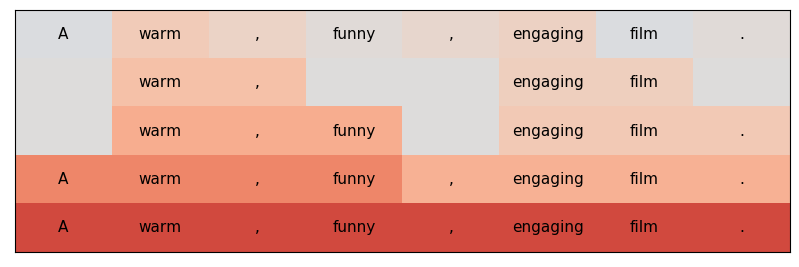 A warm , funny , engaging film .
warm , engaging film
warm , funny engaging film .
A warm , funny , engaging film .
A warm , funny , engaging film .